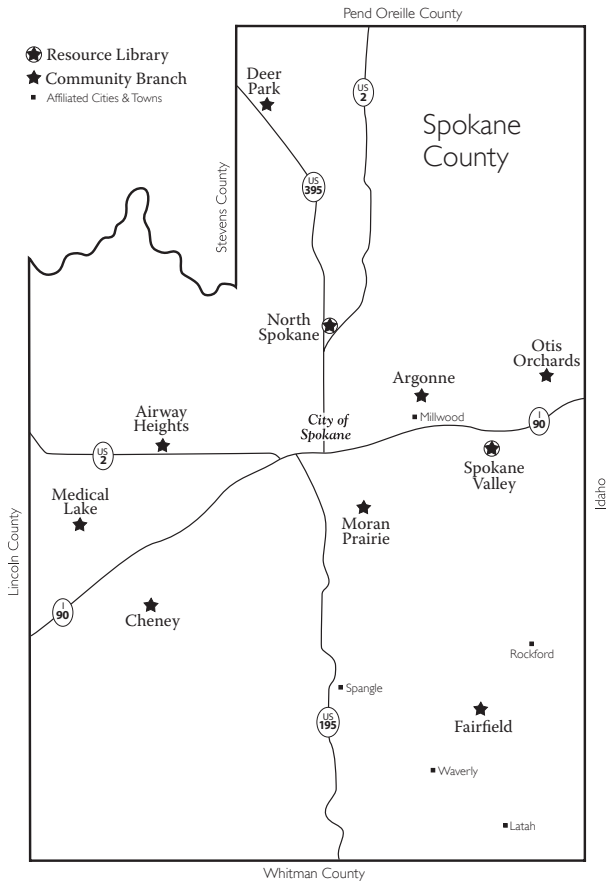 Pend Oreille County
Resource Library
Community Branch
Affiliated Cities & Towns
Deer
Park
US
2
Spokane
County
US
395
Stevens County
North
Spokane
Otis
Orchards
Argonne
Millwood
I
90
City of
Spokane
Airway
Heights
US
2
Spokane
Valley
Medical
Lake
Moran
Prairie
Idaho
Lincoln County
I
90
Cheney
Rockford
Spangle
US
195
Fairfield
Waverly
Latah
Whitman County